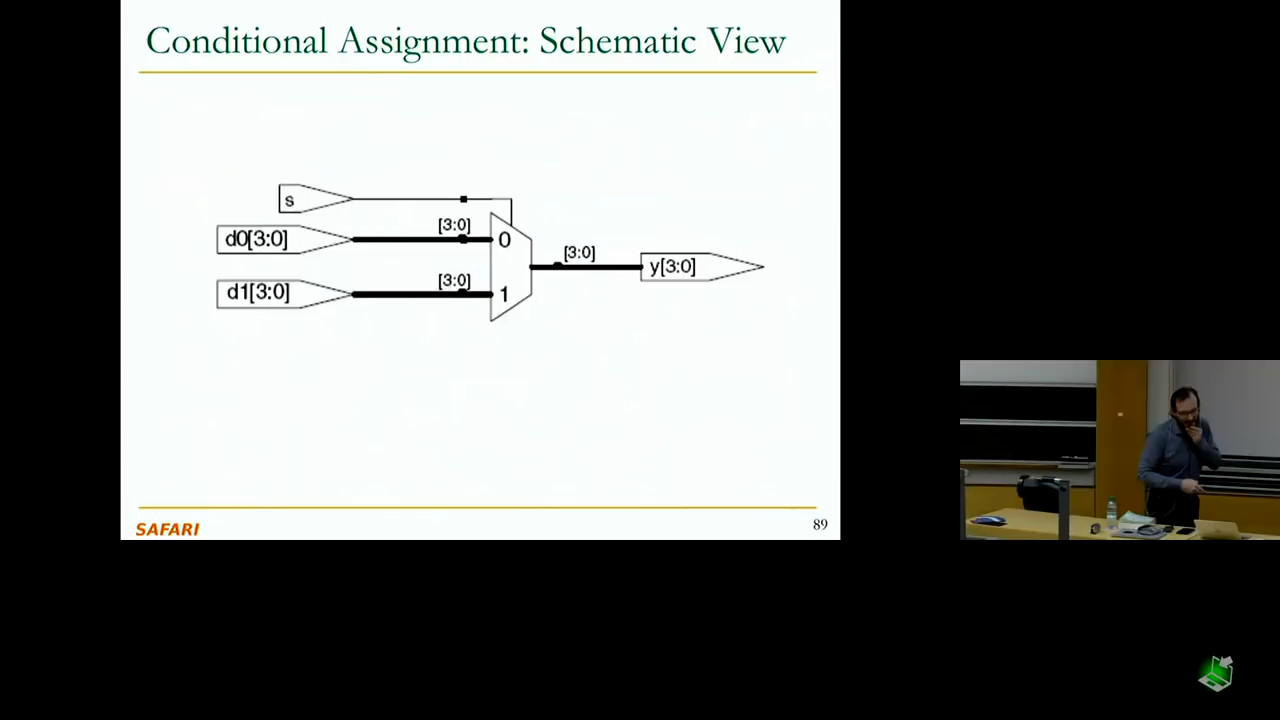 Conditional Assignment: Schematic View
s
[3:0]
d0[3:0]
0
[3:0]
y[3:0]
[3:0]
d1[3:0]
1
SAFARI
89